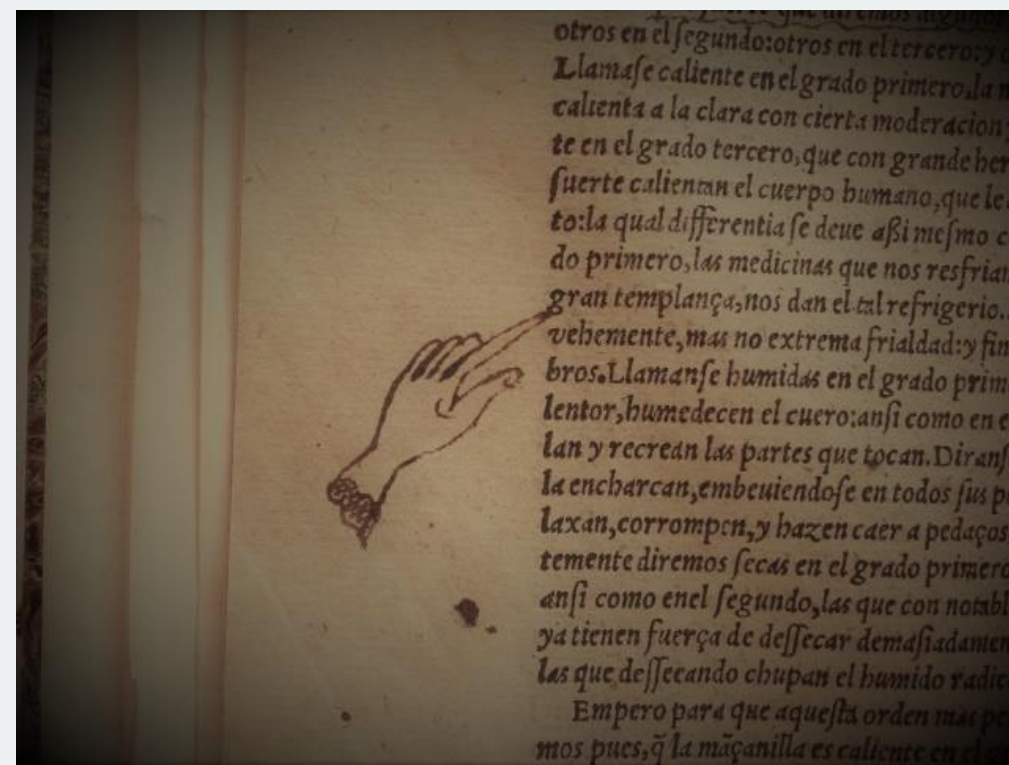 otros en el ſegundo:otros en el tercero:y
Llamaſe caliente en el grado primero,la
calienta a la clara con cierta moderacion
te en el grado tercero,que con grande her
ſuerte calientan el cuerpo humano,que le
to:la qual differentia ſe deue aßi meſmo c
do primero,las medicinas que nos resfrian
gran templança,nos dan el tal refrigerio.
vehemente,mas no extrema frialdad:y fin
bros.Llamanſe humidas en el grado prim
lentor,humedecen el cuero:anſi como en e
lan y recrean las partes que tocan.Diranſ
la encharcan,embeuiendoſe en todos ſus p
laxan,corrompen,y hazen caer a pedaços
temente diremos ſecas en el grado primero
anſi como enel ſegundo,las que con notabl
ya tienen fuerça de deſſecar demaſiadamen
las que deſſecando chupan el humido radic
Empero para que aqueſta orden mas pe
mos pues,q̃ la mãçanilla es caliente en el